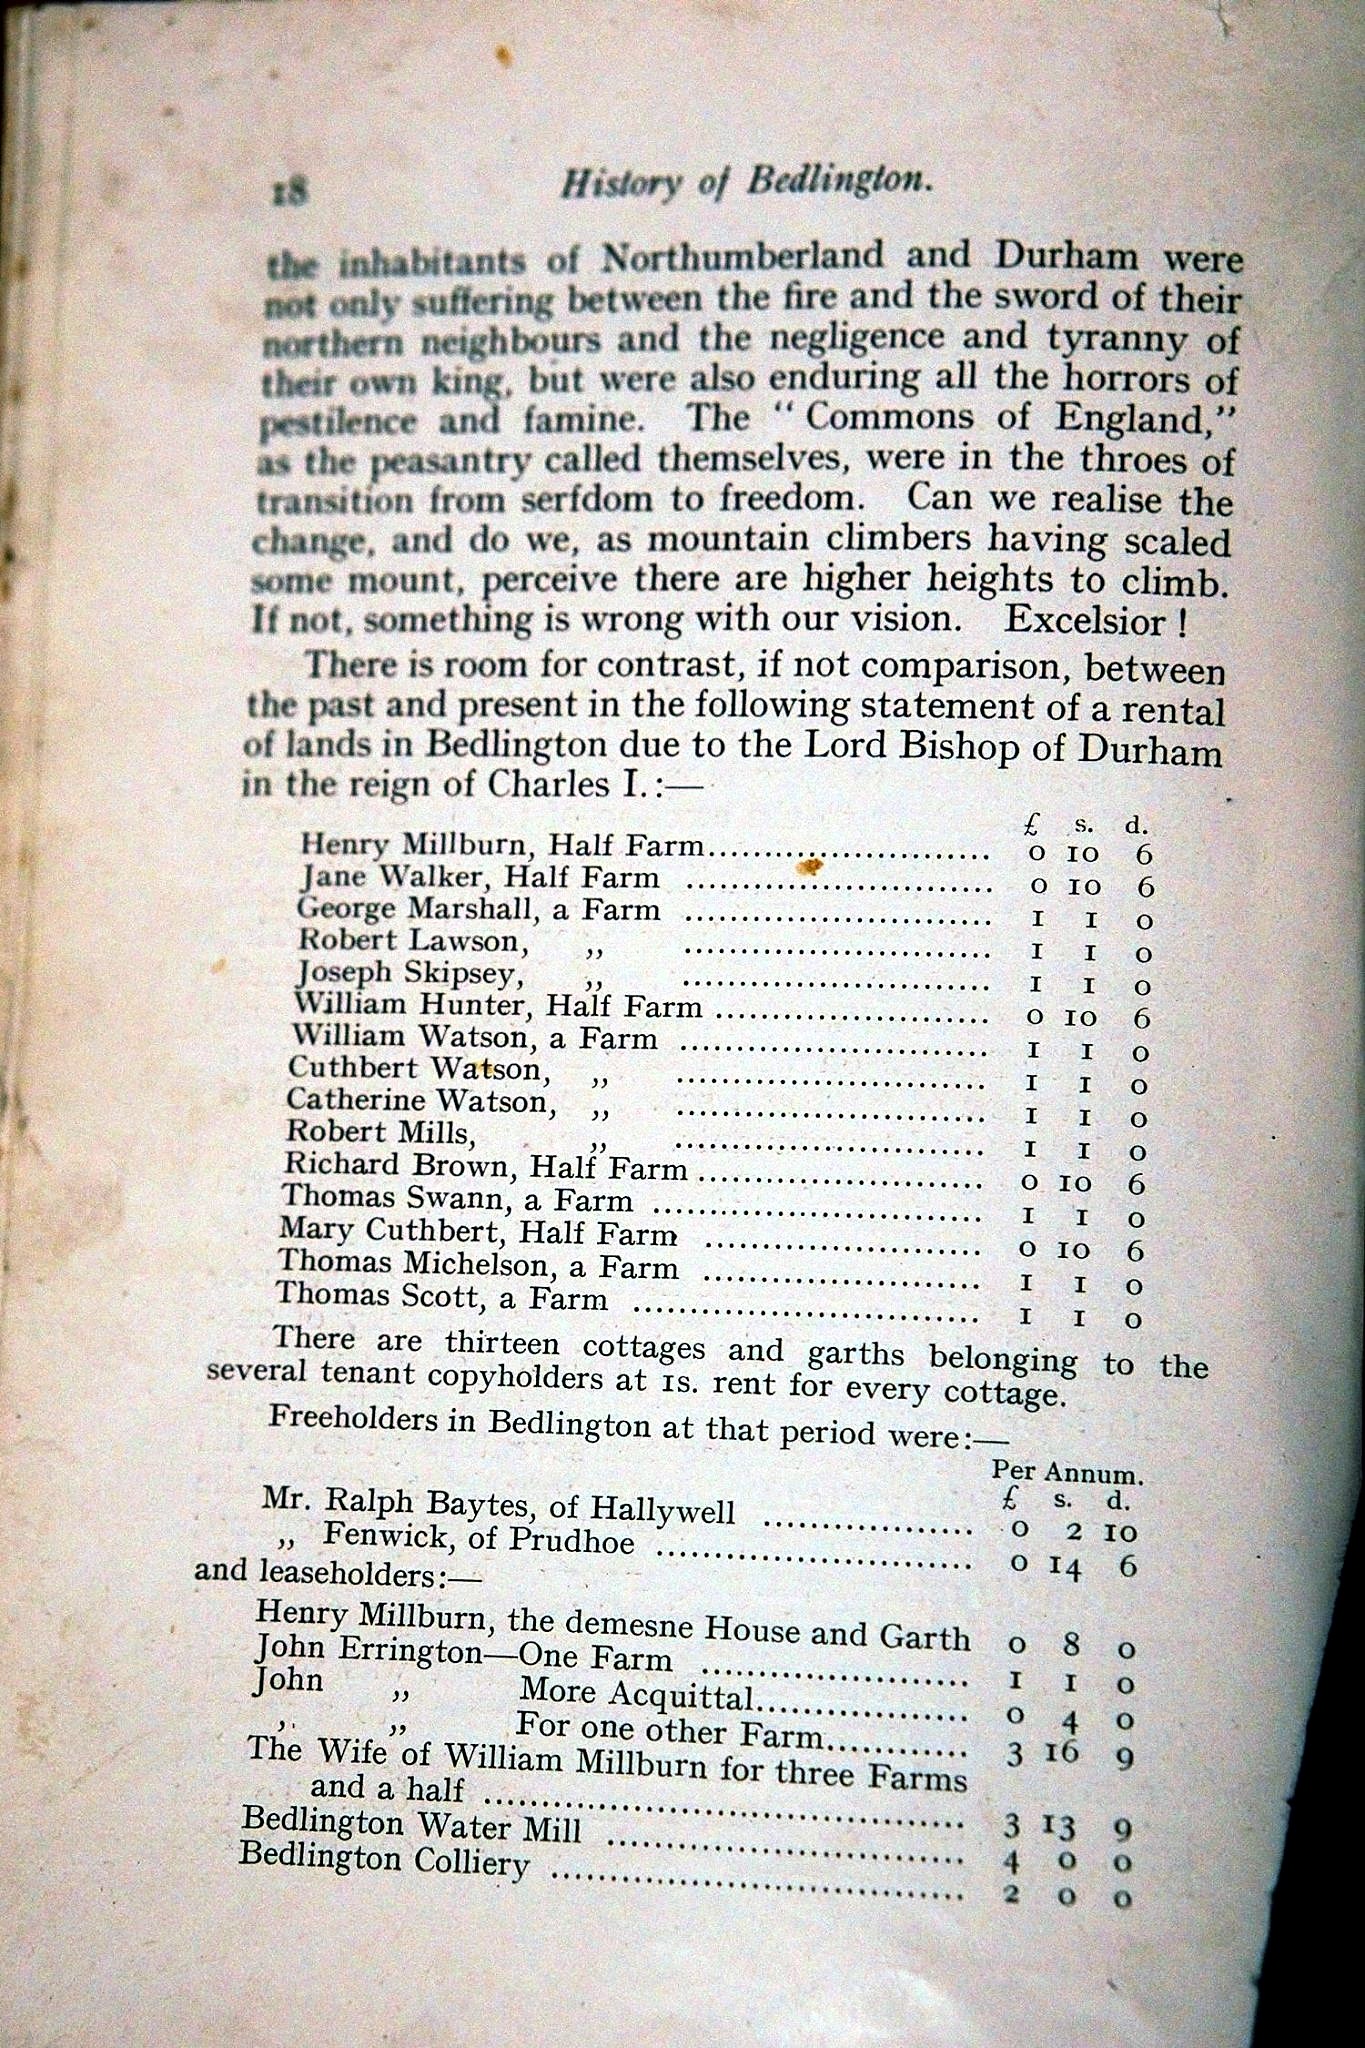 18 History of Bedlington.
the inhabitants of Northumberland and Durham were
not only suffering between the fire and the sword of their
northern neighbours and the negligence and tyranny of
their own king, but were also enduring all the horrors of
pestilence and famine. The "Commons of England,"
as the peasantry called themselves, were in the throes of
transition from serfdom to freedom. Can we realise the
change, and do we, as mountain climbers having scaled
some mount, perceive there are higher heights to climb.
If not, something is wrong with our vision. Excelsior!
There is room for contrast, if not comparison, between
the past and present in the following statement of a rental
of lands in Bedlington due to the Lord Bishop of Durham
in the reign of Charles I.:—
£ s. d.
Henry Millburn, Half Farm.............................. 0 10 6
Jane Walker, Half Farm .............................. 0 10 6
George Marshall, a Farm .............................. 1 1 0
Robert Lawson, ,, .............................. 1 1 0
Joseph Skipsey, ,, .............................. 1 1 0
William Hunter, Half Farm .............................. 0 10 6
William Watson, a Farm .............................. 1 1 0
Cuthbert Watson, ,, .............................. 1 1 0
Catherine Watson, ,, .............................. 1 1 0
Robert Mills, ,, .............................. 1 1 0
Richard Brown, Half Farm .............................. 0 10 6
Thomas Swann, a Farm .............................. 1 1 0
Mary Cuthbert, Half Farm .............................. 0 10 6
Thomas Michelson, a Farm .............................. 1 1 0
Thomas Scott, a Farm .............................. 1 1 0
There are thirteen cottages and garths belonging to the
several tenant copyholders at 1s. rent for every cottage.
Freeholders in Bedlington at that period were:—
Per Annum.
£ s. d.
Mr. Ralph Baytes, of Hallywell .................... 0 2 10
,, Fenwick, of Prudhoe .............................. 0 14 6
and leaseholders:—
Henry Millburn, the demesne House and Garth 0 8 0
John Errington—One Farm ......................... 1 1 0
John ,, More Acquittal.................... 0 4 0
,, ,, For one other Farm............. 3 16 9
The Wife of William Millburn for three Farms
and a half ........................................ 3 13 9
Bedlington Water Mill .............................. 4 0 0
Bedlington Colliery .................................. 2 0 0